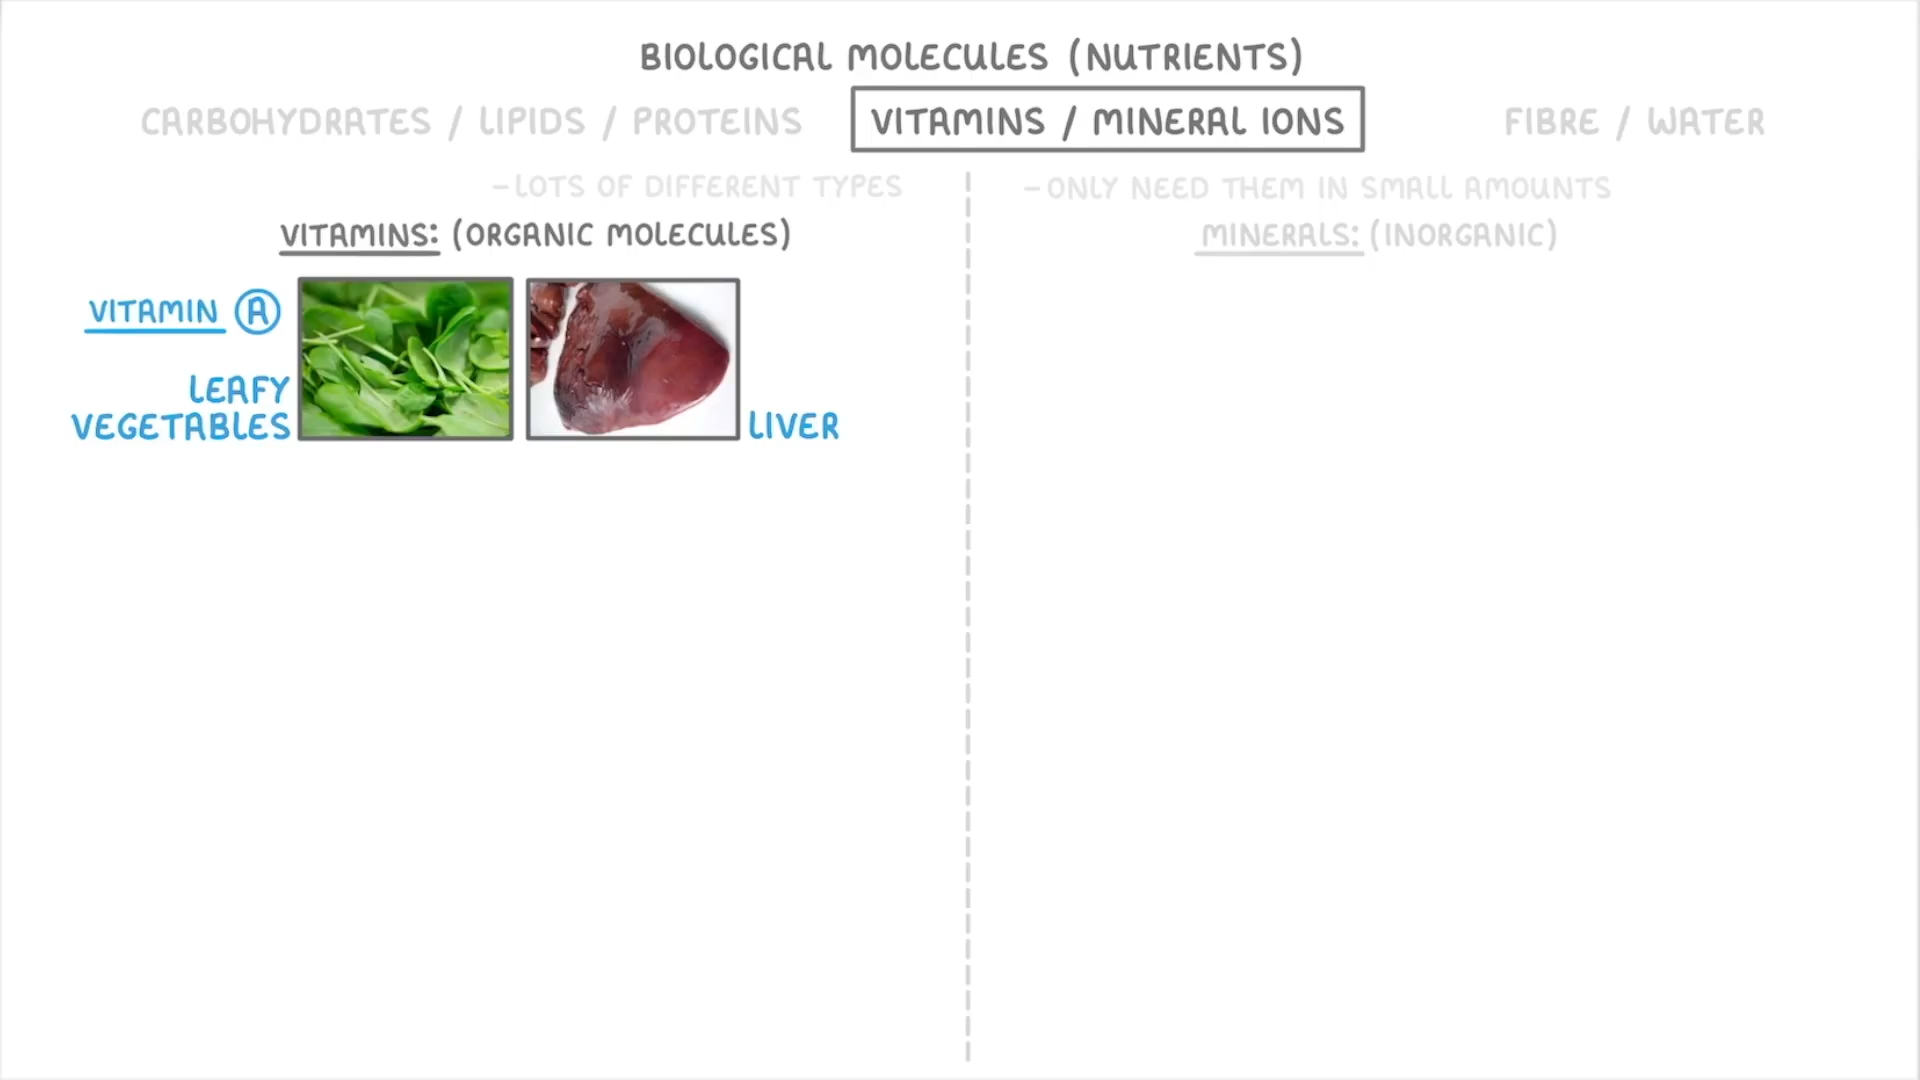 BIOLOGICAL MOLECULES (NUTRIENTS)
CARBOHYDRATES / LIPIDS / PROTEINS
VITAMINS / MINERAL IONS
FIBRE / WATER
-LOTS OF DIFFERENT TYPES
-ONLY NEED THEM IN SMALL AMOUNTS
VITAMINS: (ORGANIC MOLECULES)
MINERALS: (INORGANIC)
VITAMIN A
LEAFY
VEGETABLES
LIVER